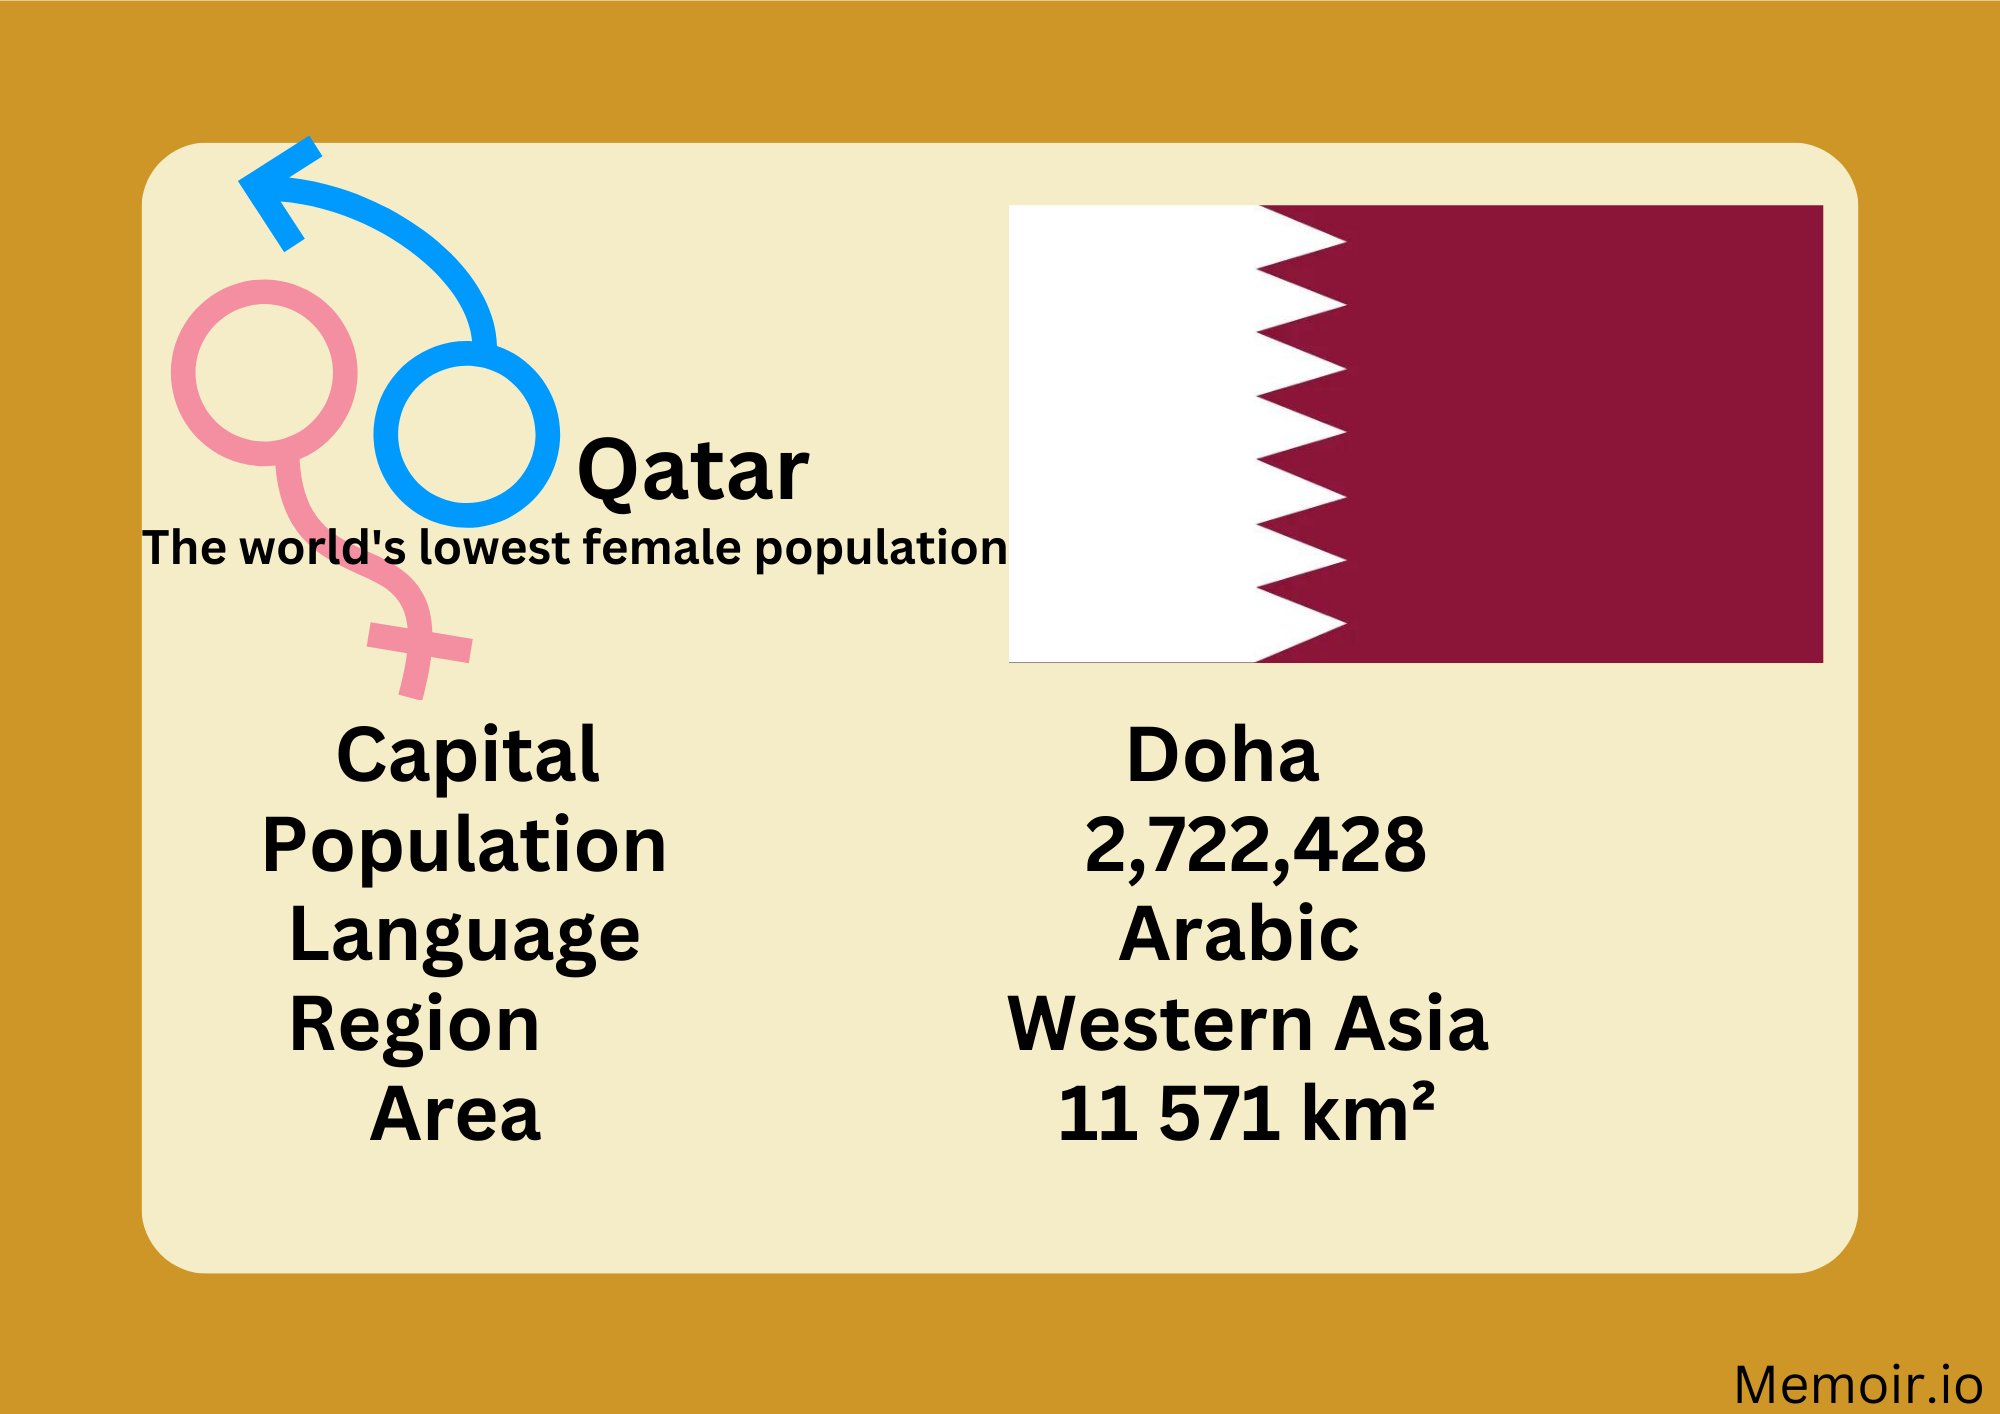 Qatar
The world's lowest female population
Capital Doha
Population 2,722,428
Language Arabic
Region Western Asia
Area 11 571 km²
Memoir.io